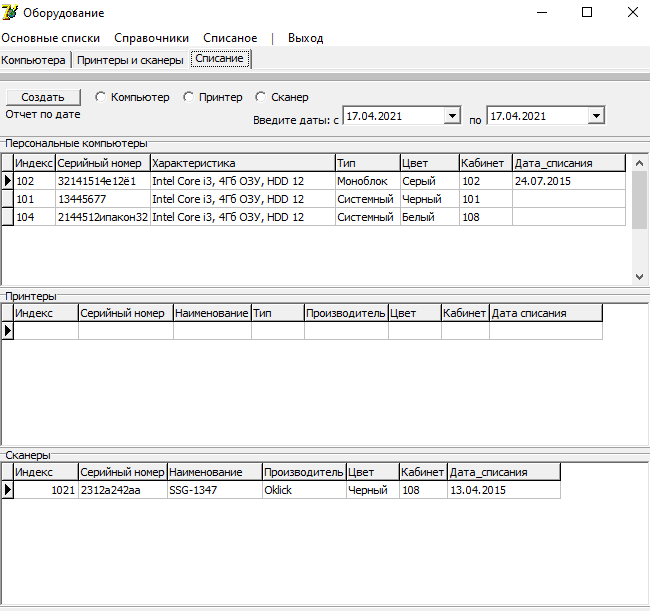 Оборудование
Основные списки Справочники Списаное | Выход
Компьютера Принтеры и сканеры Списание
Создать Компьютер Принтер Сканер
Отчет по дате
Введите даты: с 17.04.2021 по 17.04.2021
Персональные компьютеры
Индекс Серийный номер Характеристика Тип Цвет Кабинет Дата_списания
102 32141514е12ё1 Intel Core i3, 4Гб ОЗУ, HDD 12 Моноблок Серый 102 24.07.2015
101 13445677 Intel Core i3, 4Гб ОЗУ, HDD 12 Системный Черный 101
104 2144512ипакон32 Intel Core i3, 4Гб ОЗУ, HDD 12 Системный Белый 108
Принтеры
Индекс Серийный номер Наименование Тип Производитель Цвет Кабинет Дата списания
Сканеры
Индекс Серийный номер Наименование Производитель Цвет Кабинет Дата_списания
1021 2312а242аа SSG-1347 Oklick Черный 108 13.04.2015